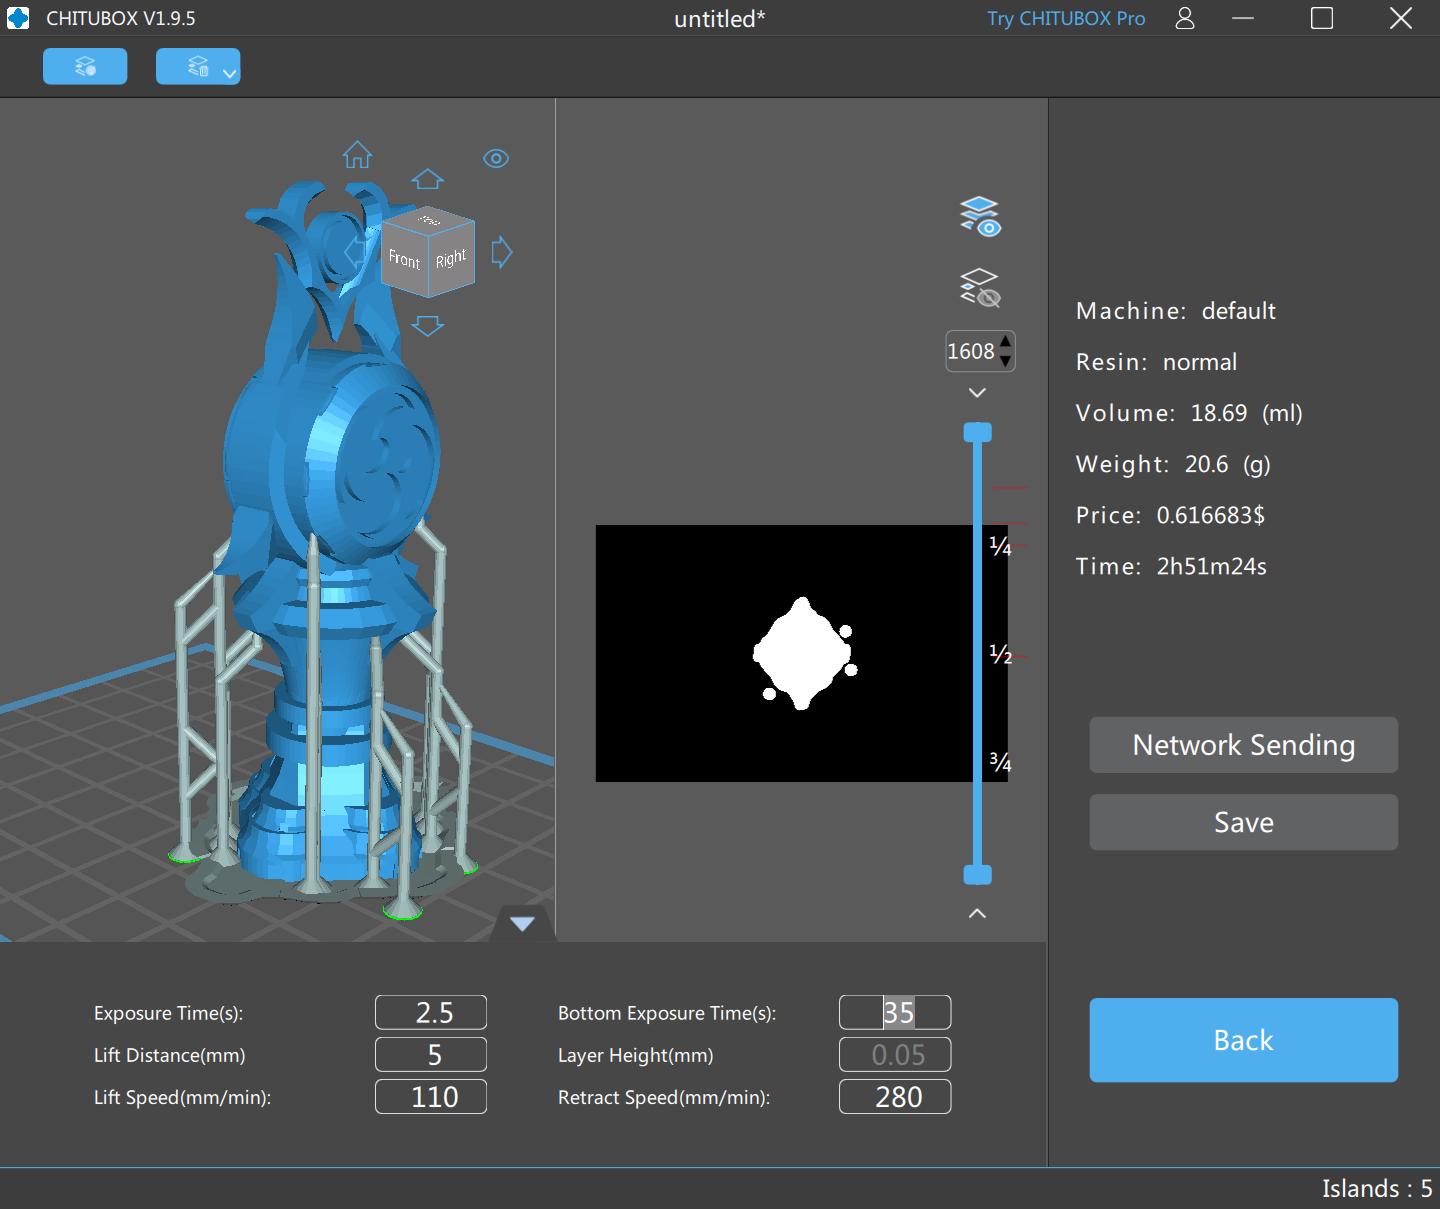 CHITUBOX V1.9.5
untitled*
Try CHITUBOX Pro
Front
Right
1608
¼
½
¾
Machine: default
Resin: normal
Volume: 18.69 (ml)
Weight: 20.6 (g)
Price: 0.616683$
Time: 2h51m24s
Network Sending
Save
Back
Exposure Time(s): 2.5
Bottom Exposure Time(s): 35
Lift Distance(mm) 5
Layer Height(mm) 0.05
Lift Speed(mm/min): 110
Retract Speed(mm/min): 280
Islands : 5